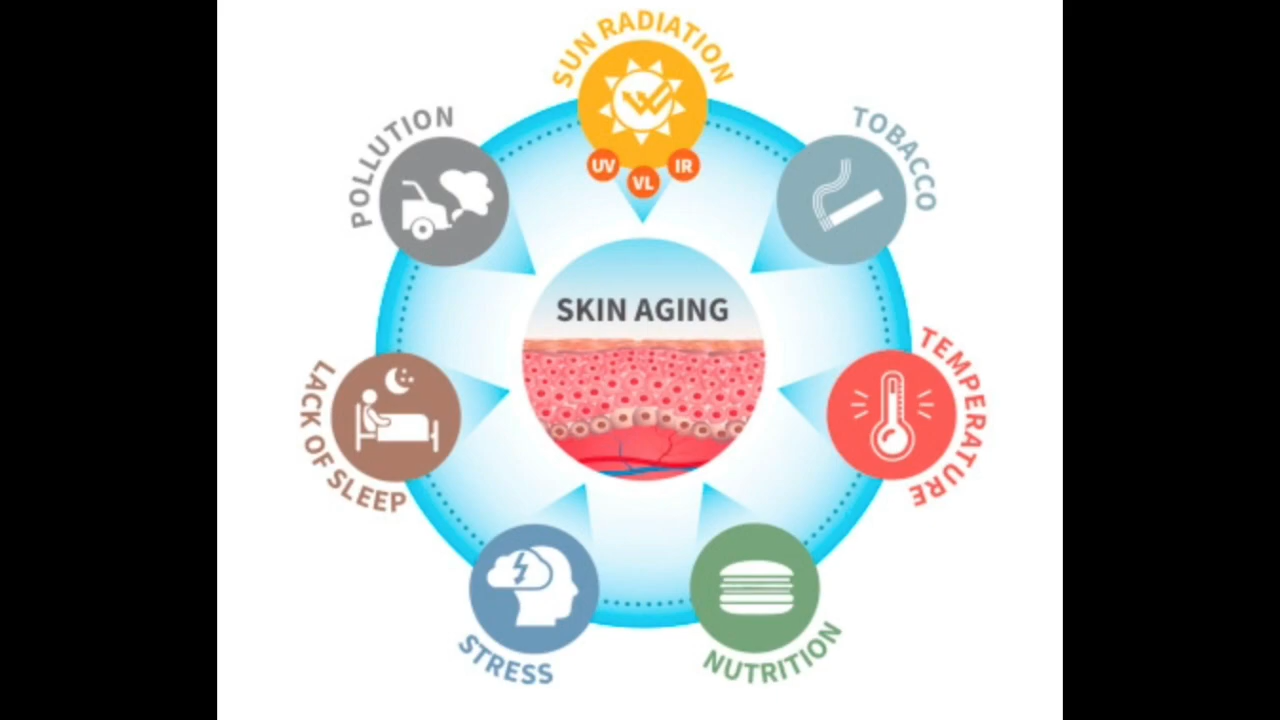 SUN RADIATION
UV
VL
IR
TOBACCO
TEMPERATURE
NUTRITION
STRESS
LACK OF SLEEP
POLLUTION
SKIN AGING